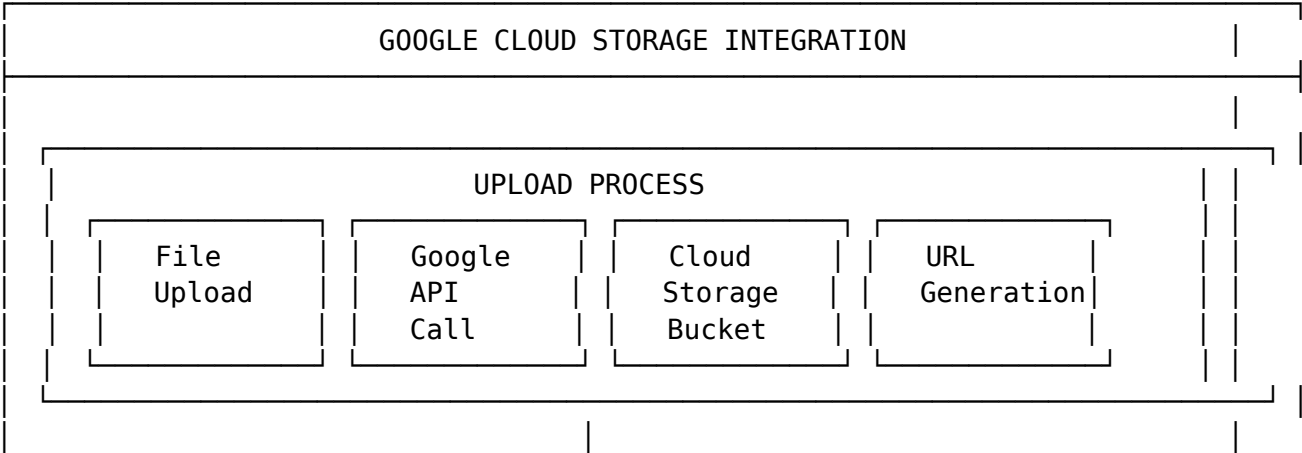 GOOGLE CLOUD STORAGE INTEGRATION
UPLOAD PROCESS
File Google Cloud URL
Upload API Storage Generation
Call Bucket